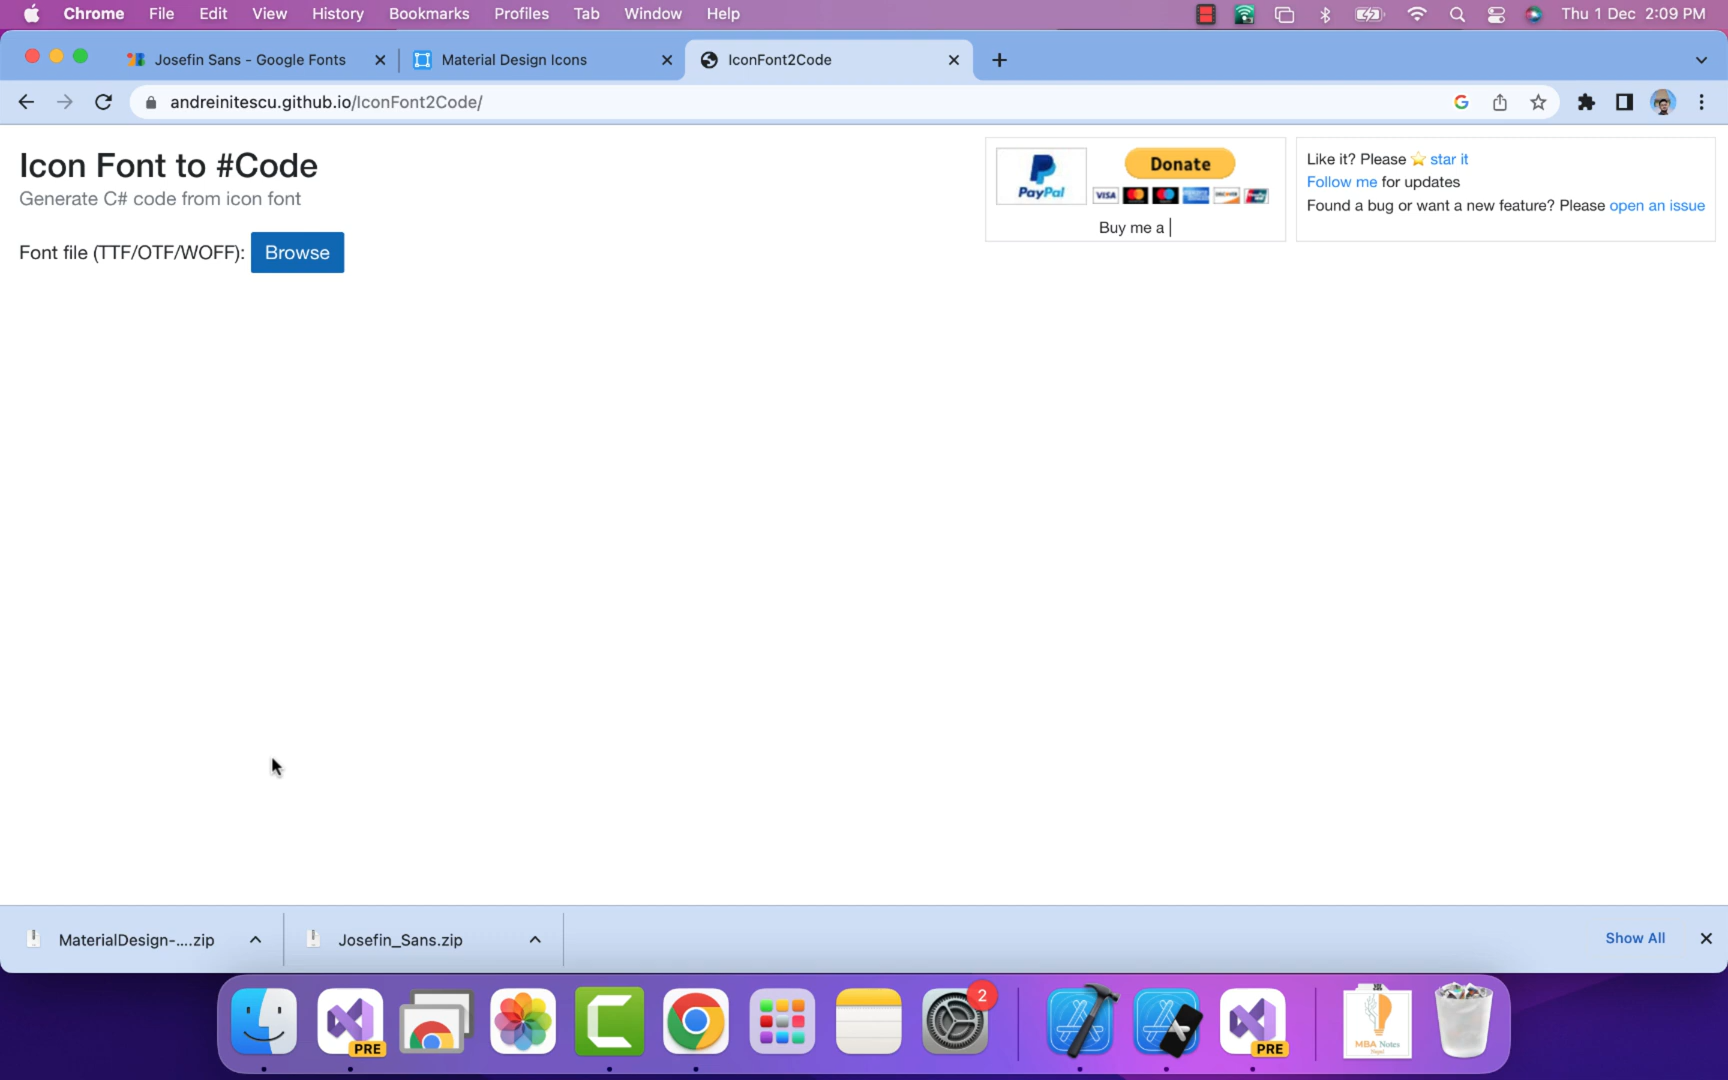 Chrome File Edit View History Bookmarks Profiles Tab Window Help Thu 1 Dec 2:09 PM
Josefin Sans - Google Fonts
Material Design Icons
IconFont2Code
andreinitescu.github.io/IconFont2Code/
Icon Font to #Code
Generate C# code from icon font
Font file (TTF/OTF/WOFF): Browse
PayPal
Donate
VISA
Buy me a
Like it? Please ⭐ star it
Follow me for updates
Found a bug or want a new feature? Please open an issue
MaterialDesign-....zip
Josefin_Sans.zip
Show All
2
PRE
PRE
MBA Notes